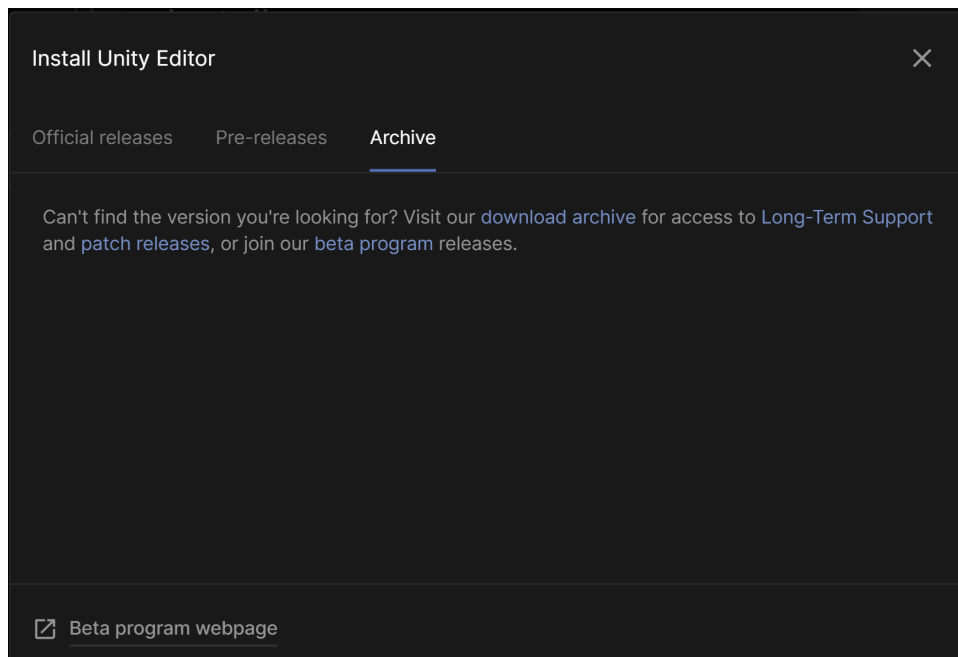 Install Unity Editor
Official releases Pre-releases Archive
Can't find the version you're looking for? Visit our download archive for access to Long-Term Support
and patch releases, or join our beta program releases.
Beta program webpage